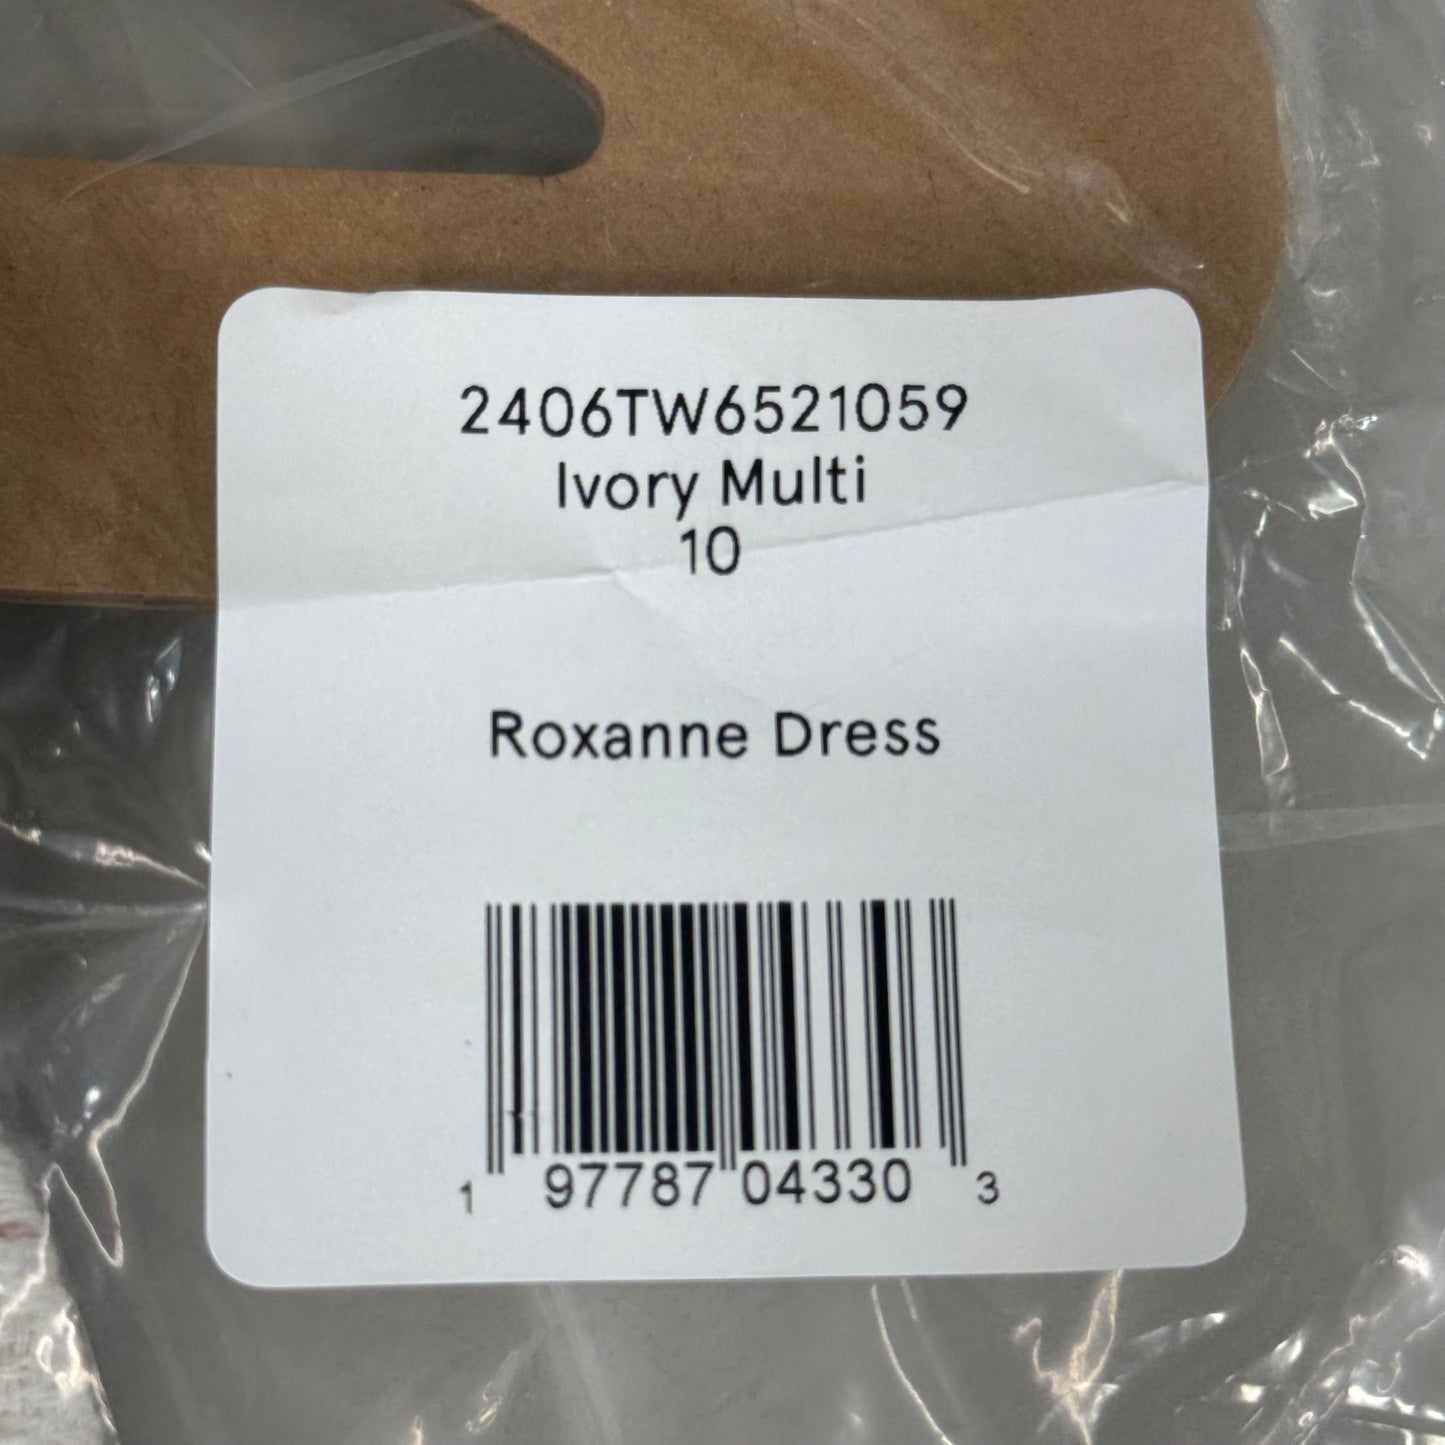 2406TW6521059
Ivory Multi
10
Roxanne Dress
1 97787 04330 3